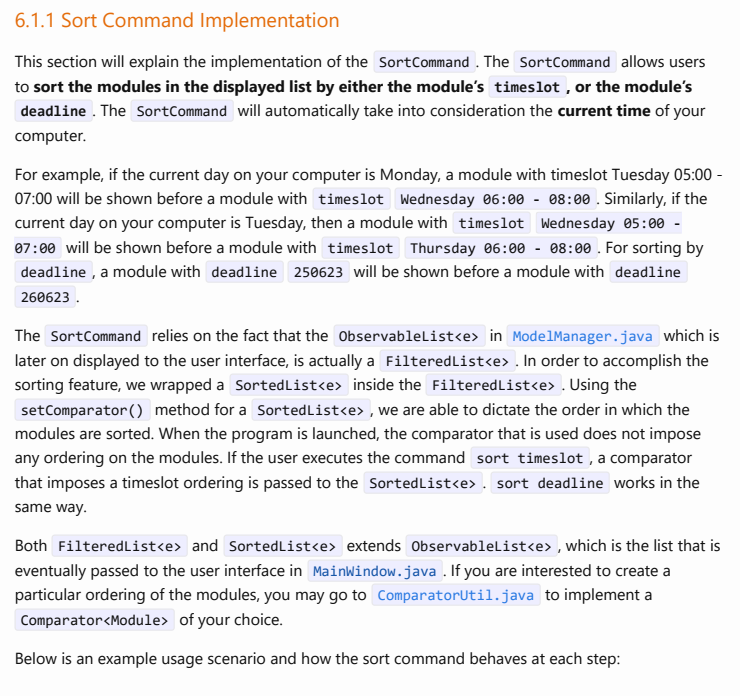 6.1.1 Sort Command Implementation
This section will explain the implementation of the SortCommand . The SortCommand allows users
to sort the modules in the displayed list by either the module's timeslot , or the module's
deadline . The SortCommand will automatically take into consideration the current time of your
computer.
For example, if the current day on your computer is Monday, a module with timeslot Tuesday 05:00 -
07:00 will be shown before a module with timeslot Wednesday 06:00 - 08:00 . Similarly, if the
current day on your computer is Tuesday, then a module with timeslot Wednesday 05:00 -
07:00 will be shown before a module with timeslot Thursday 06:00 - 08:00 . For sorting by
deadline , a module with deadline 250623 will be shown before a module with deadline
260623 .
The SortCommand relies on the fact that the ObservableList<e> in ModelManager.java which is
later on displayed to the user interface, is actually a FilteredList<e> . In order to accomplish the
sorting feature, we wrapped a SortedList<e> inside the FilteredList<e> . Using the
setComparator() method for a SortedList<e> , we are able to dictate the order in which the
modules are sorted. When the program is launched, the comparator that is used does not impose
any ordering on the modules. If the user executes the command sort timeslot , a comparator
that imposes a timeslot ordering is passed to the SortedList<e> . sort deadline works in the
same way.
Both FilteredList<e> and SortedList<e> extends ObservableList<e> , which is the list that is
eventually passed to the user interface in MainWindow.java . If you are interested to create a
particular ordering of the modules, you may go to ComparatorUtil.java to implement a
Comparator<Module> of your choice.
Below is an example usage scenario and how the sort command behaves at each step: